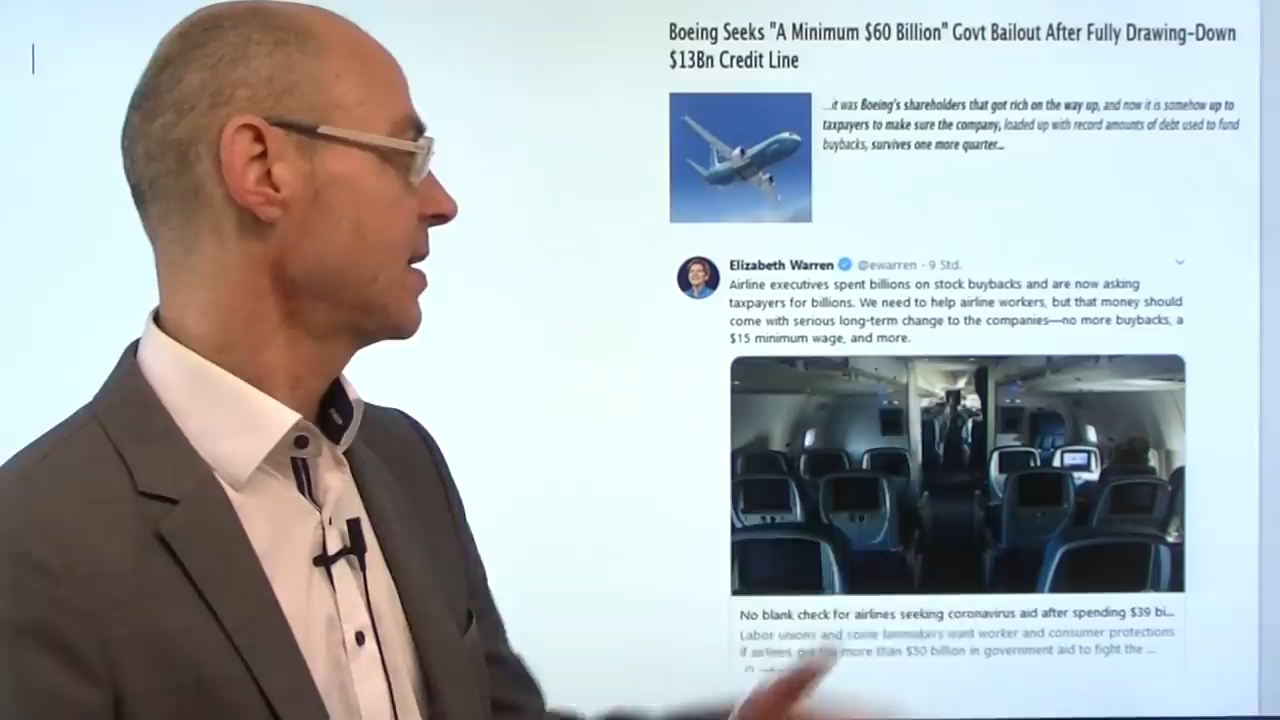 Boeing Seeks "A Minimum $60 Billion" Govt Bailout After Fully Drawing-Down
$13Bn Credit Line
...it was Boeing's shareholders that got rich on the way up, and now it is somehow up to
taxpayers to make sure the company, loaded up with record amounts of debt used to fund
buybacks, survives one more quarter...
Elizabeth Warren @ewarren · 9 Std.
Airline executives spent billions on stock buybacks and are now asking
taxpayers for billions. We need to help airline workers, but that money should
come with serious long-term change to the companies—no more buybacks, a
$15 minimum wage, and more.
No blank check for airlines seeking coronavirus aid after spending $39 bi...
Labor unions and some lawmakers want worker and consumer protections
if airlines get more than $50 billion in government aid to fight the ...